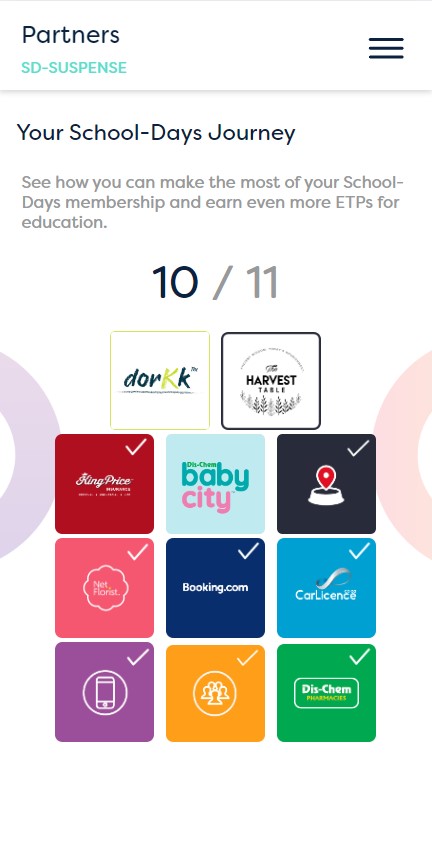 Partners
SD-SUSPENSE
Your School-Days Journey
See how you can make the most of your School-
Days membership and earn even more ETPs for
education.
10 / 11
dorKk™
The
HARVEST
TABLE
King Price
INSURANCE
Dis-Chem
baby
city
Net
Florist.
Booking.com
CarLicence
Dis-Chem
PHARMACIES